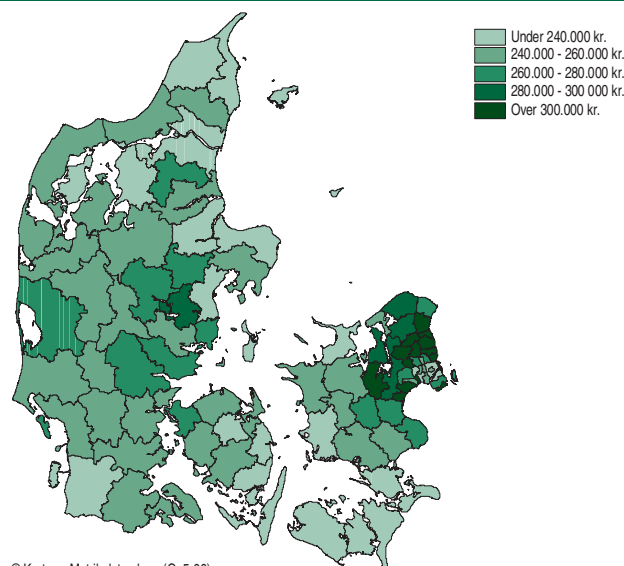 Under 240.000 kr.
240.000 - 260.000 kr.
260.000 - 280.000 kr.
280.000 - 300 000 kr.
Over 300.000 kr.